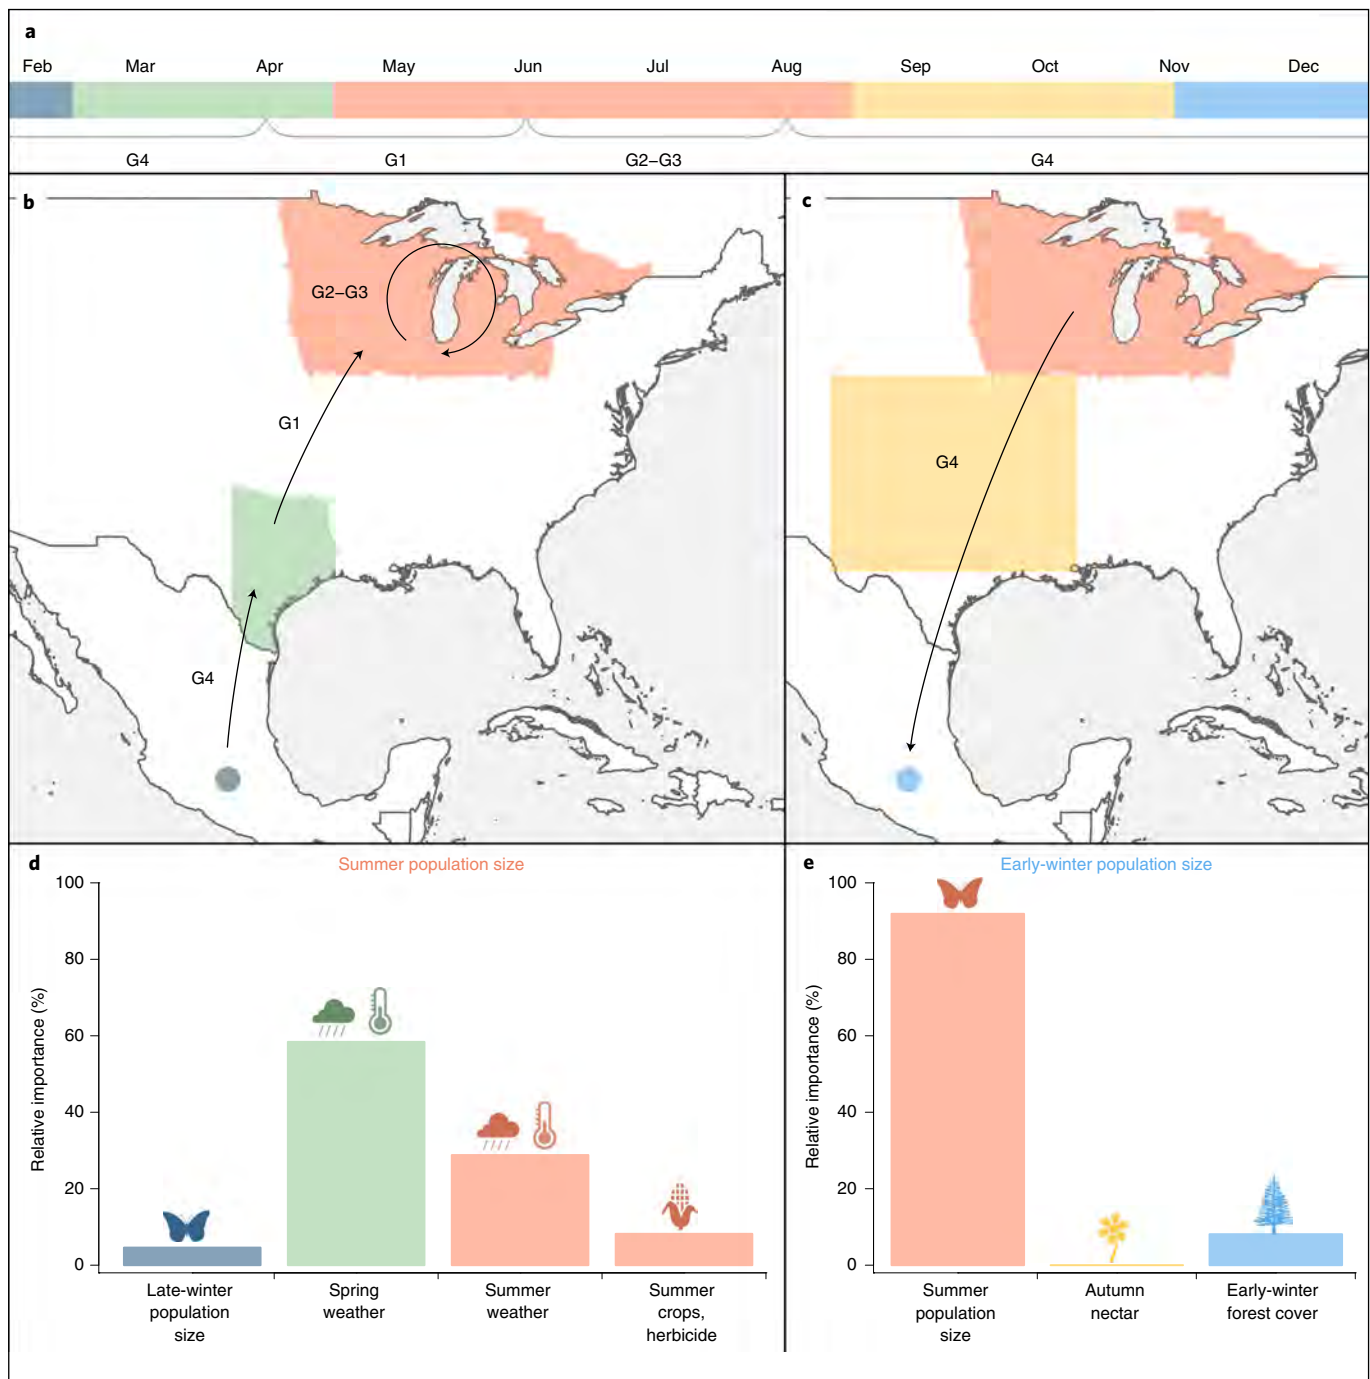 a
Feb Mar Apr May Jun Jul Aug Sep Oct Nov Dec
G4 G1 G2–G3 G4
b
G2–G3
G1
G4
c
G4
d
Summer population size
Relative importance (%)
100
80
60
40
20
0
Late-winter
population
size
Spring
weather
Summer
weather
Summer
crops,
herbicide
e
Early-winter population size
Relative importance (%)
100
80
60
40
20
0
Summer
population
size
Autumn
nectar
Early-winter
forest cover